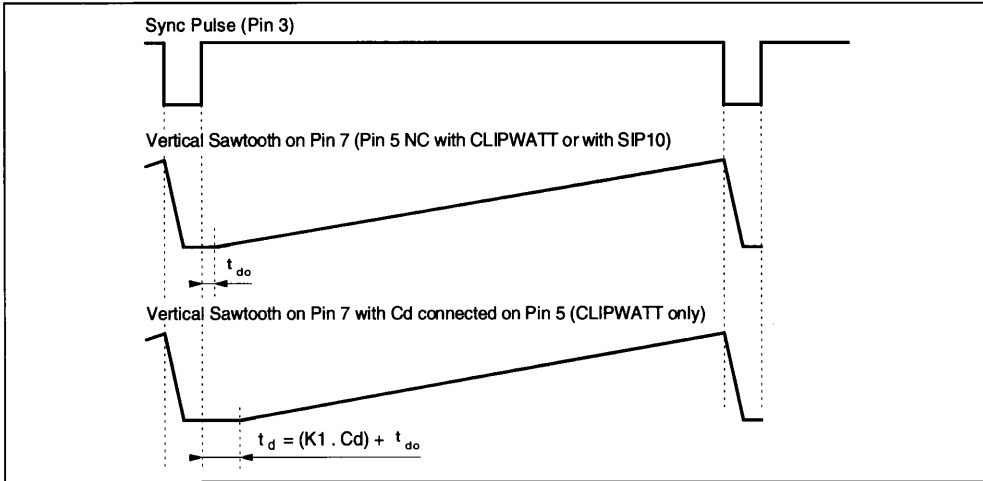 Sync Pulse (Pin 3)
Vertical Sawtooth on Pin 7 (Pin 5 NC with CLIPWATT or with SIP10)
t do
Vertical Sawtooth on Pin 7 with Cd connected on Pin 5 (CLIPWATT only)
t d = (K1 . Cd) + t do